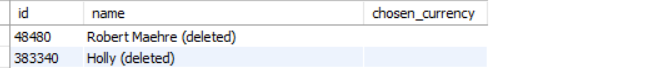 id name chosen_currency
48480 Robert Maehre (deleted)
383340 Holly (deleted)